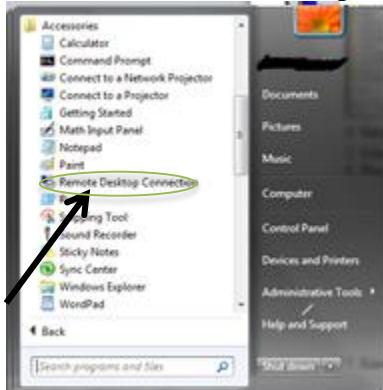 Accessories
Calculator
Command Prompt
Connect to a Network Projector
Connect to a Projector
Getting Started
Math Input Panel
Notepad
Paint
Remote Desktop Connection
Tool
Sound Recorder
Sticky Notes
Sync Center
Windows Explorer
WordPad
Back
Search programs and files
Documents
Pictures
Music
Computer
Control Panel
Devices and Printers
Administrative Tools
Help and Support
Shut down